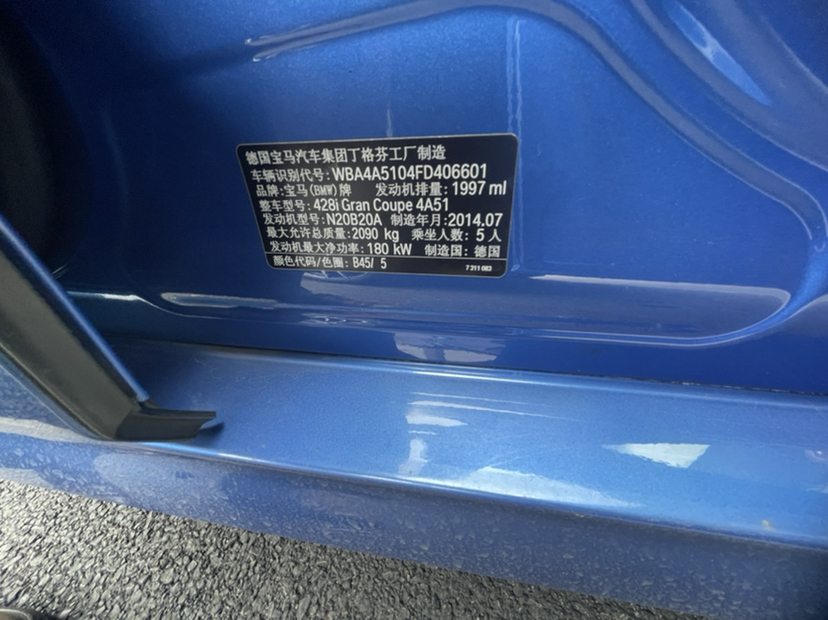 德国宝马汽车集团丁格芬工厂制造
车辆识别代号: WBA4A5104FD406601
品牌: 宝马(BMW)牌 发动机排量: 1997 ml
整车型号: 428i Gran Coupe 4A51
发动机型号: N20B20A 制造年月: 2014.07
最大允许总质量: 2090 kg 乘坐人数: 5 人
发动机最大净功率: 180 kW 制造国: 德国
颜色代码/色圈: B45/ 5 7 311 083